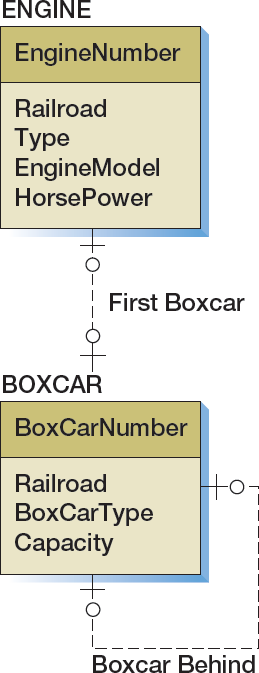 ENGINE
EngineNumber
Railroad
Type
EngineModel
HorsePower
First Boxcar
BOXCAR
BoxCarNumber
Railroad
BoxCarType
Capacity
Boxcar Behind